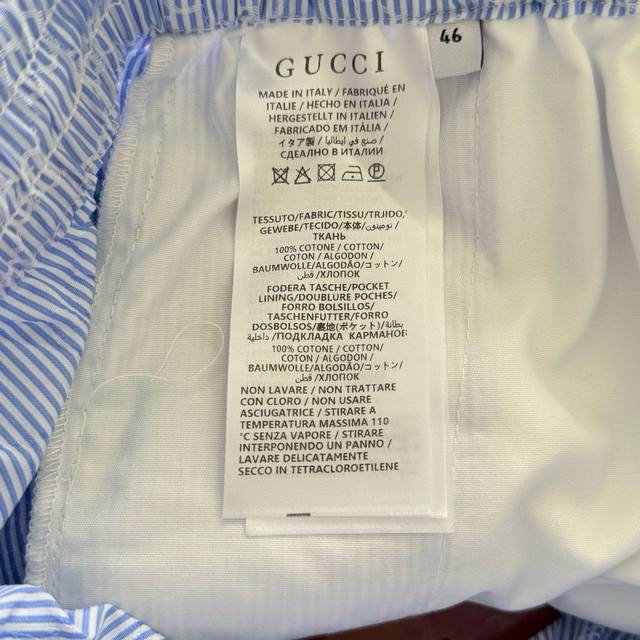 46
GUCCI
MADE IN ITALY / FABRIQUÉ EN
ITALIE / HECHO EN ITALIA /
HERGESTELLT IN ITALIEN /
FABRICADO EM ITÀLIA /
イタア製 / صنع في ايطاليا /
СДЕЛАНО В ИТАЛИИ
TESSUTO/FABRIC/TISSU/TRJIDO,'
GEWEBE/TECIDO/本体/نوميتون/
ТКАНЬ
100% COTONE / COTTON/
COTON / ALGODON /
BAUMWOLLE/ALGODÃO/コットン/
قطن /ХЛОПОК
FODERA TASCHE/POCKET
LINING/DOUBLURE POCHES/
FORRO BOLSILLOS/
TASCHENFUTTER/FORRO
DOSBOLSOS/裏地(ポケット)/بطانة
داخلية/ПОДКЛАДКА КАРМАНОВ
100% COTONE / COTTON/
COTON / ALGODON /
BAUMWOLLE/ALGODÃO/コットン/
قطن /ХЛОПОК
NON LAVARE / NON TRATTARE
CON CLORO / NON USARE
ASCIUGATRICE / STIRARE A
TEMPERATURA MASSIMA 110
°C SENZA VAPORE / STIRARE
INTERPONENDO UN PANNO /
LAVARE DELICATAMENTE
SECCO IN TETRACLOROETILENE